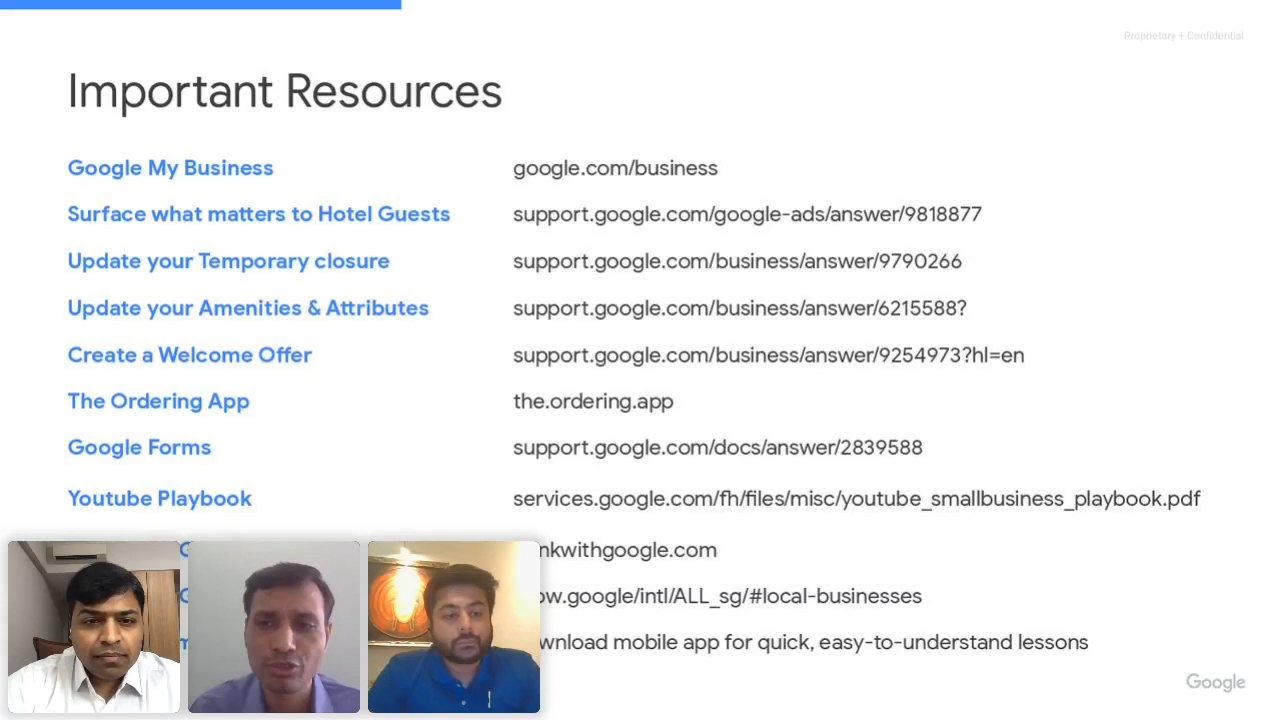 Proprietary + Confidential
Important Resources
Google My Business google.com/business
Surface what matters to Hotel Guests support.google.com/google-ads/answer/9818877
Update your Temporary closure support.google.com/business/answer/9790266
Update your Amenities & Attributes support.google.com/business/answer/6215588?
Create a Welcome Offer support.google.com/business/answer/9254973?hl=en
The Ordering App the.ordering.app
Google Forms support.google.com/docs/answer/2839588
Youtube Playbook services.google.com/fh/files/misc/youtube_smallbusiness_playbook.pdf
nkwithgoogle.com
ow.google/intl/ALL_sg/#local-businesses
wnload mobile app for quick, easy-to-understand lessons
Google